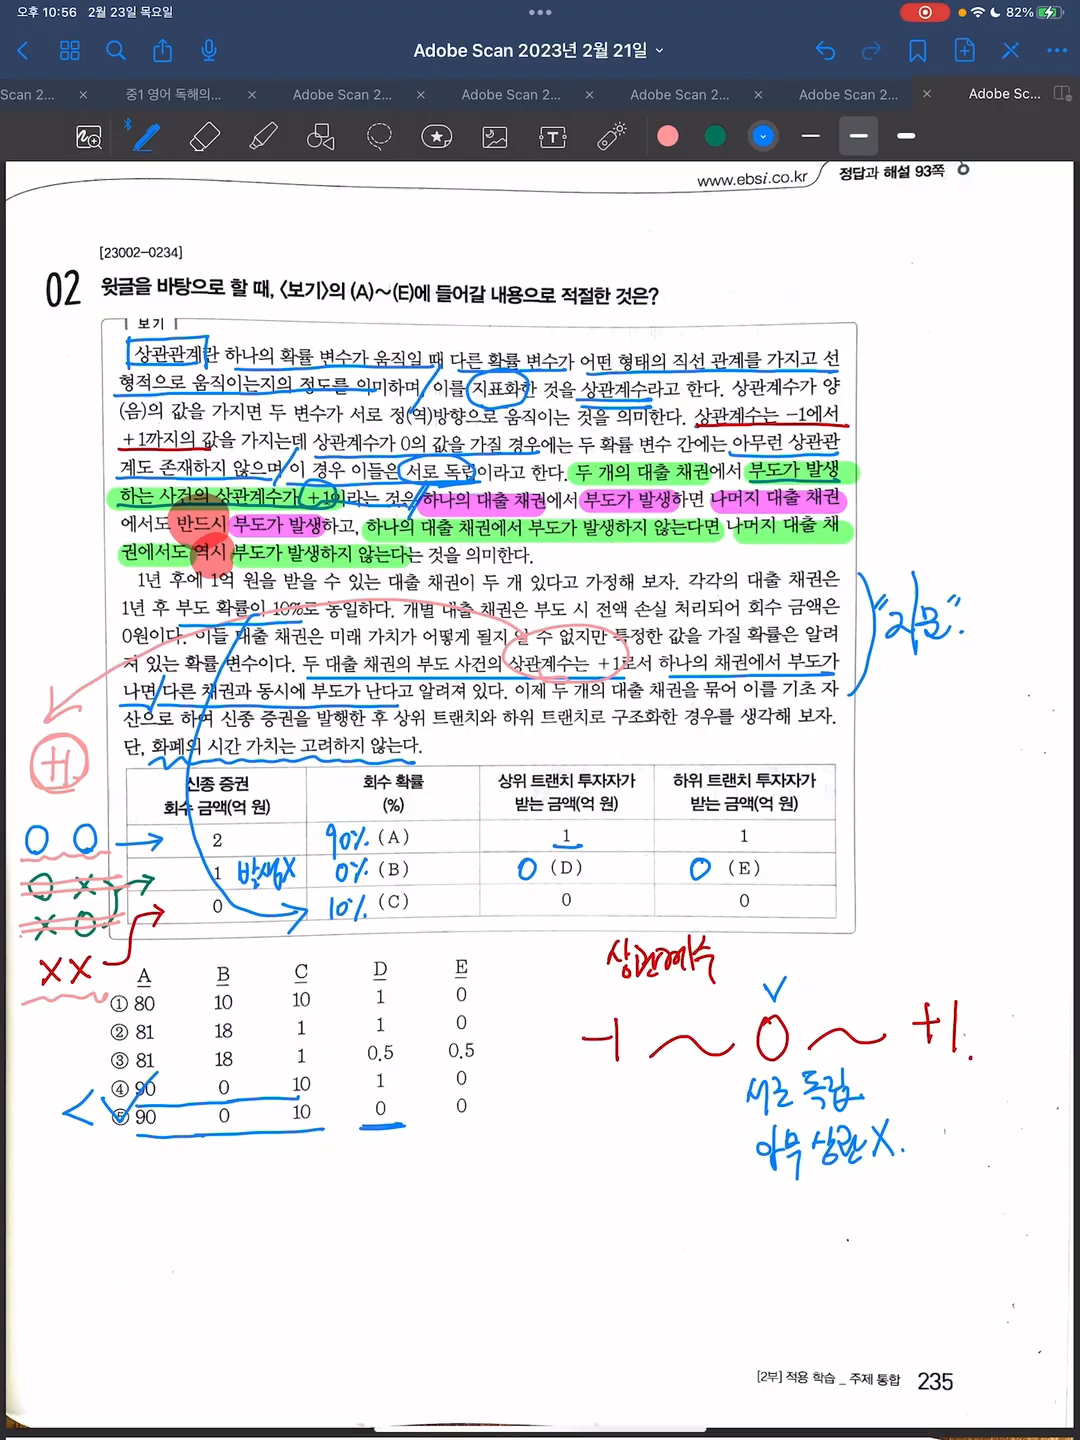 오후 10:56 2월 23일 목요일
82%
Adobe Scan 2023년 2월 21일
Scan 2...
중1 영어 독해의...
Adobe Scan 2...
Adobe Scan 2...
Adobe Scan 2...
Adobe Scan 2...
Adobe Sc...
www.ebsi.co.kr
정답과 해설 93쪽
[23002-0234]
02 윗글을 바탕으로 할 때, <보기>의 (A)~(E)에 들어갈 내용으로 적절한 것은?
보기
상관관계란 하나의 확률 변수가 움직일 때 다른 확률 변수가 어떤 형태의 직선 관계를 가지고 선
형적으로 움직이는지의 정도를 의미하며, 이를 지표화한 것을 상관계수라고 한다. 상관계수가 양
(음)의 값을 가지면 두 변수가 서로 정(역)방향으로 움직이는 것을 의미한다. 상관계수는 -1에서
+1까지의 값을 가지는데 상관계수가 0의 값을 가질 경우에는 두 확률 변수 간에는 아무런 상관관
계도 존재하지 않으며 이 경우 이들은 서로 독립이라고 한다. 두 개의 대출 채권에서 부도가 발생
하는 사건의 상관계수가 +1이라는 것은 하나의 대출 채권에서 부도가 발생하면 나머지 대출 채권
에서도 반드시 부도가 발생하고, 하나의 대출 채권에서 부도가 발생하지 않는다면 나머지 대출 채
권에서도 역시 부도가 발생하지 않는다는 것을 의미한다.
1년 후에 1억 원을 받을 수 있는 대출 채권이 두 개 있다고 가정해 보자. 각각의 대출 채권은
1년 후 부도 확률이 10%로 동일하다. 개별 대출 채권은 부도 시 전액 손실 처리되어 회수 금액은
0원이다. 이들 대출 채권은 미래 가치가 어떻게 될지 알 수 없지만 특정한 값을 가질 확률은 알려
져 있는 확률 변수이다. 두 대출 채권의 부도 사건의 상관계수는 +1로서 하나의 채권에서 부도가
나면 다른 채권과 동시에 부도가 난다고 알려져 있다. 이제 두 개의 대출 채권을 묶어 이를 기초 자
산으로 하여 신종 증권을 발행한 후 상위 트랜치와 하위 트랜치로 구조화한 경우를 생각해 보자.
단, 화폐의 시간 가치는 고려하지 않는다.
"지문".
신종 증권 회수 확률 상위 트랜치 투자자가 하위 트랜치 투자자가
회수 금액(억 원) (%) 받는 금액(억 원) 받는 금액(억 원)
O O → 2 90% (A) 1 1
O X → 1 발생X 0% (B) 0 (D) 0 (E)
X O 0 10% (C) 0 0
X X
A B C D E
① 80 10 10 1 0
② 81 18 1 1 0
③ 81 18 1 0.5 0.5
④ 90 0 10 1 0
⑤ 90 0 10 0 0
상관계수
-1 ~ 0 ~ +1.
서로 독립
아무 상관 X.
[2부] 적용 학습 _ 주제 통합 235